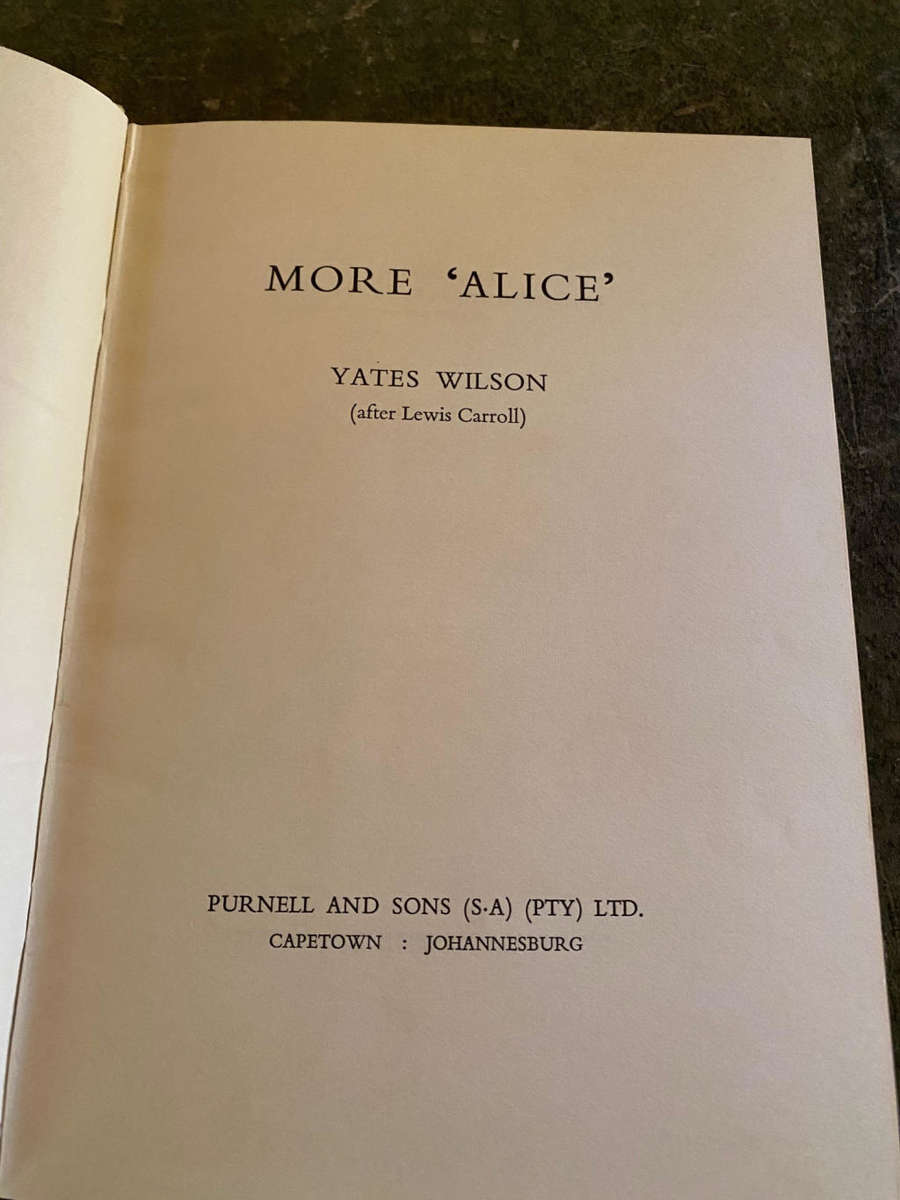 MORE ‘ALICE’
YATES WILSON
(after Lewis Carroll)
PURNELL AND SONS (S·A) (PTY) LTD.
CAPETOWN : JOHANNESBURG